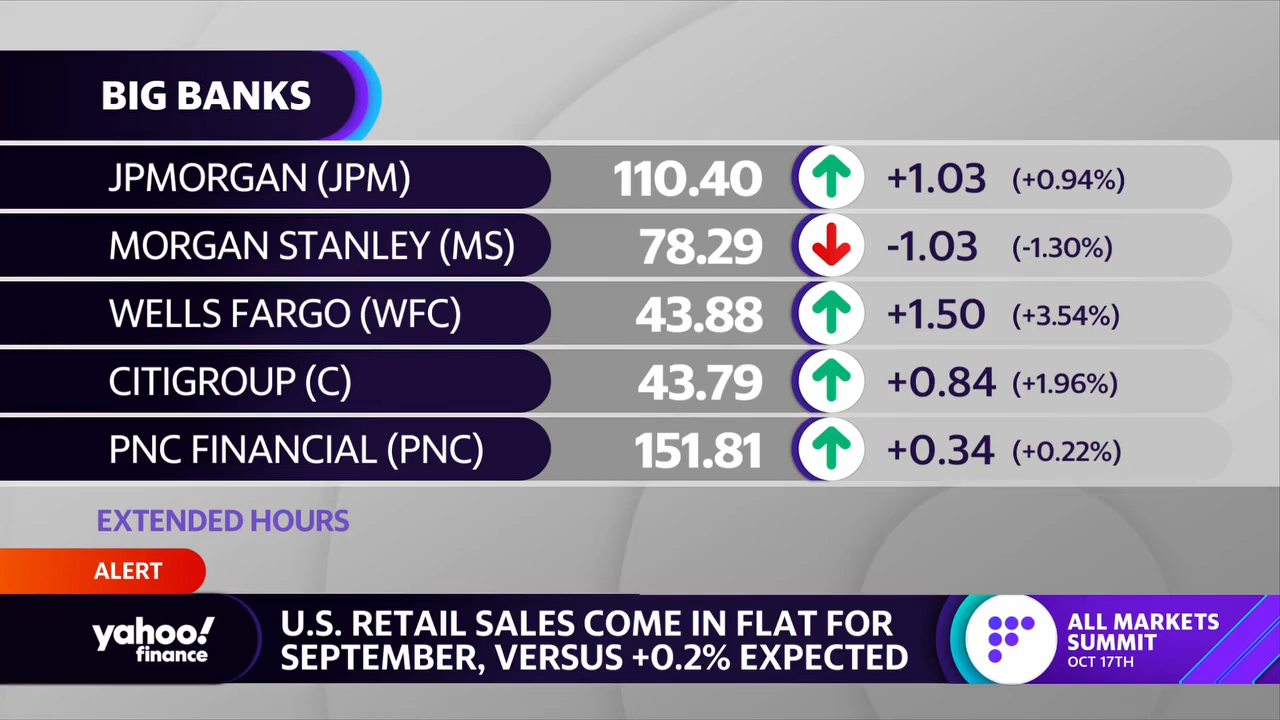 BIG BANKS
JPMORGAN (JPM) 110.40 +1.03 (+0.94%)
MORGAN STANLEY (MS) 78.29 -1.03 (-1.30%)
WELLS FARGO (WFC) 43.88 +1.50 (+3.54%)
CITIGROUP (C) 43.79 +0.84 (+1.96%)
PNC FINANCIAL (PNC) 151.81 +0.34 (+0.22%)
EXTENDED HOURS
ALERT
yahoo!
finance
U.S. RETAIL SALES COME IN FLAT FOR
SEPTEMBER, VERSUS +0.2% EXPECTED
ALL MARKETS
SUMMIT
OCT 17TH